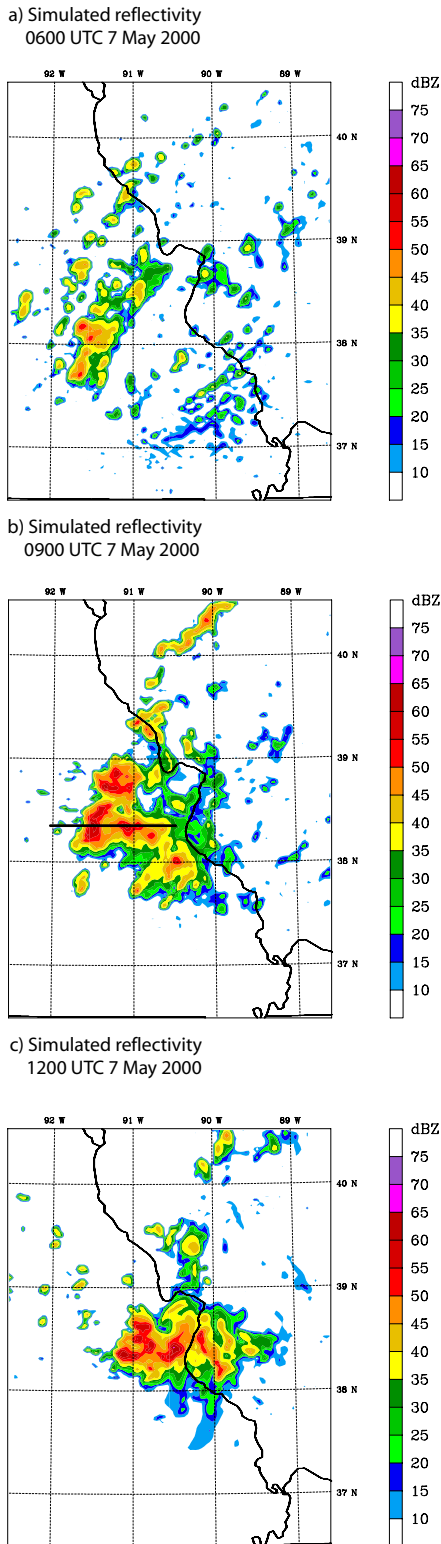 a) Simulated reflectivity
0600 UTC 7 May 2000
92 W 91 W 90 W 89 W dBZ
75
70
40 N
65
60
55
39 N
50
45
40
38 N
35
30
25
20
37 N
15
10
b) Simulated reflectivity
0900 UTC 7 May 2000
92 W 91 W 90 W 89 W dBZ
75
70
40 N
65
60
55
39 N
50
45
40
38 N
35
30
25
20
37 N
15
10
c) Simulated reflectivity
1200 UTC 7 May 2000
92 W 91 W 90 W 89 W dBZ
75
70
40 N
65
60
55
39 N
50
45
40
38 N
35
30
25
20
37 N
15
10